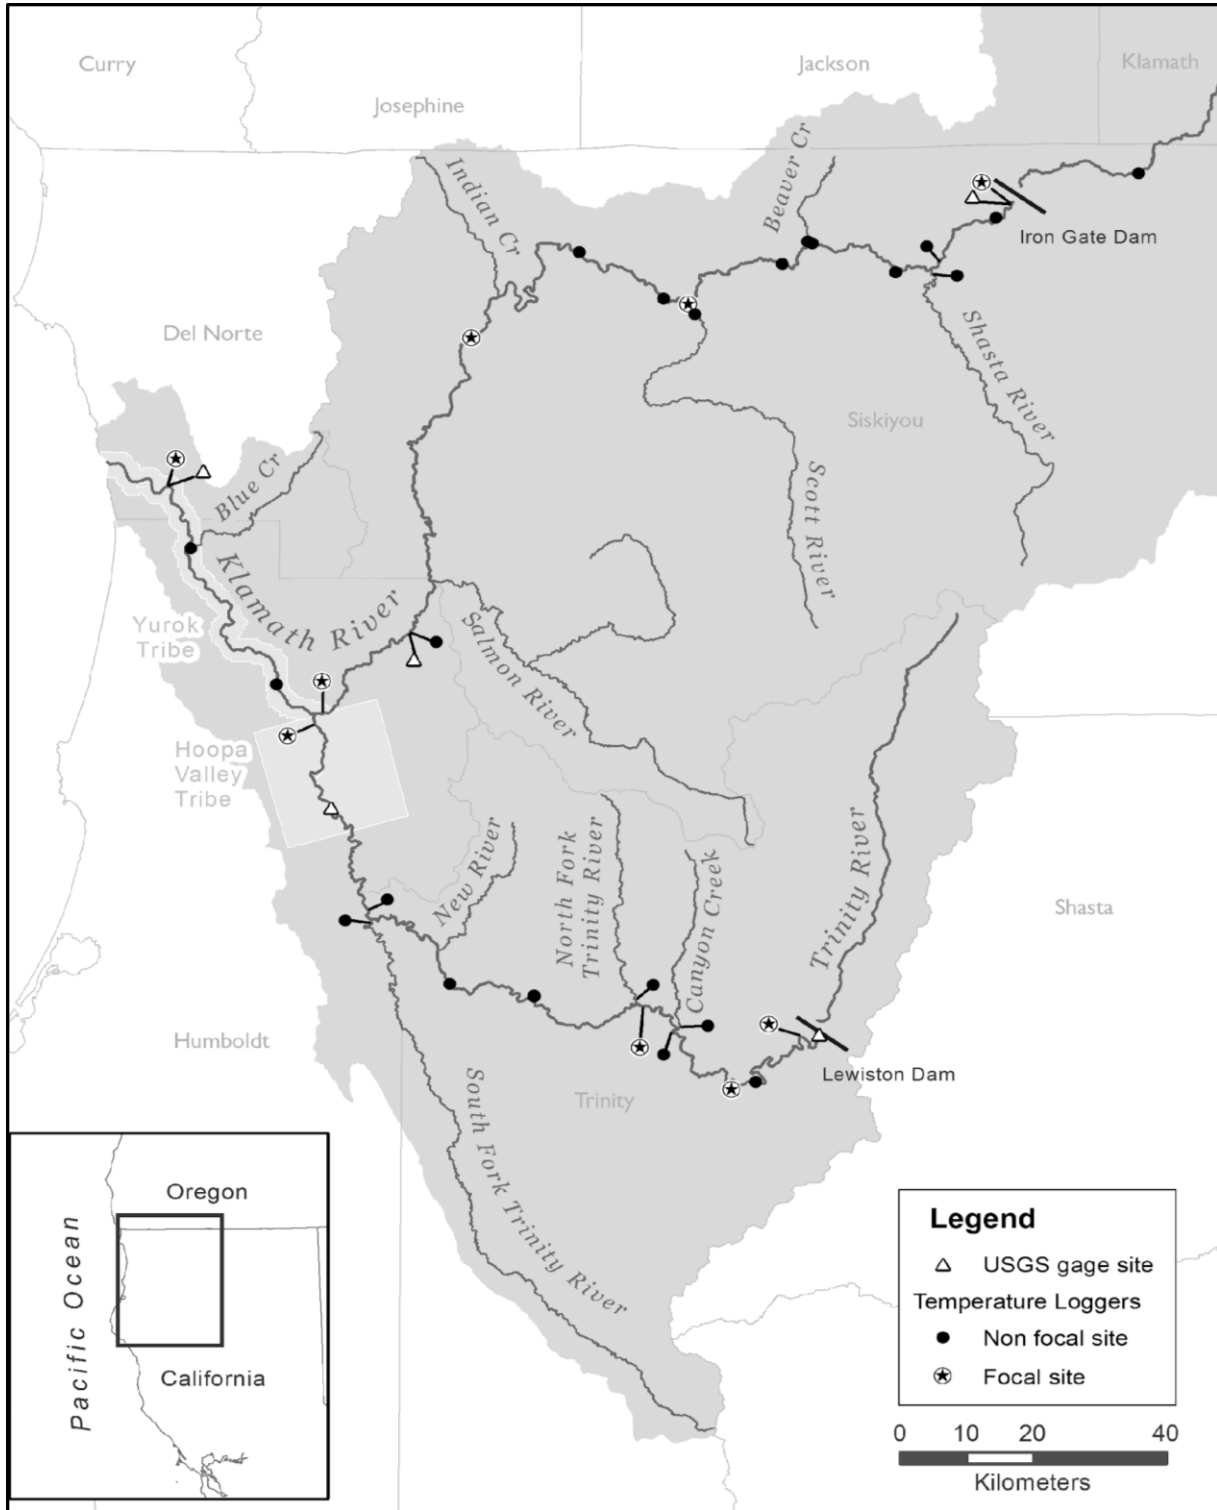 Curry
Josephine
Jackson
Klamath
Indian Cr
Beaver Cr
Iron Gate Dam
Del Norte
Shasta River
Siskiyou
Blue Cr
Scott River
Klamath River
Yurok
Tribe
Salmon River
Hoopa
Valley
Tribe
New River
North Fork
Trinity River
Canyon Creek
Trinity River
Shasta
Humboldt
Lewiston Dam
Trinity
South Fork Trinity River
Oregon
Pacific Ocean
California
Legend
USGS gage site
Temperature Loggers
Non focal site
Focal site
0 10 20 40
Kilometers